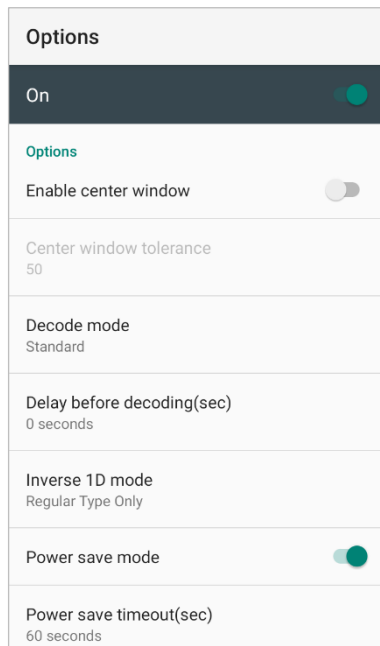 Options
On
Options
Enable center window
Center window tolerance
50
Decode mode
Standard
Delay before decoding(sec)
0 seconds
Inverse 1D mode
Regular Type Only
Power save mode
Power save timeout(sec)
60 seconds